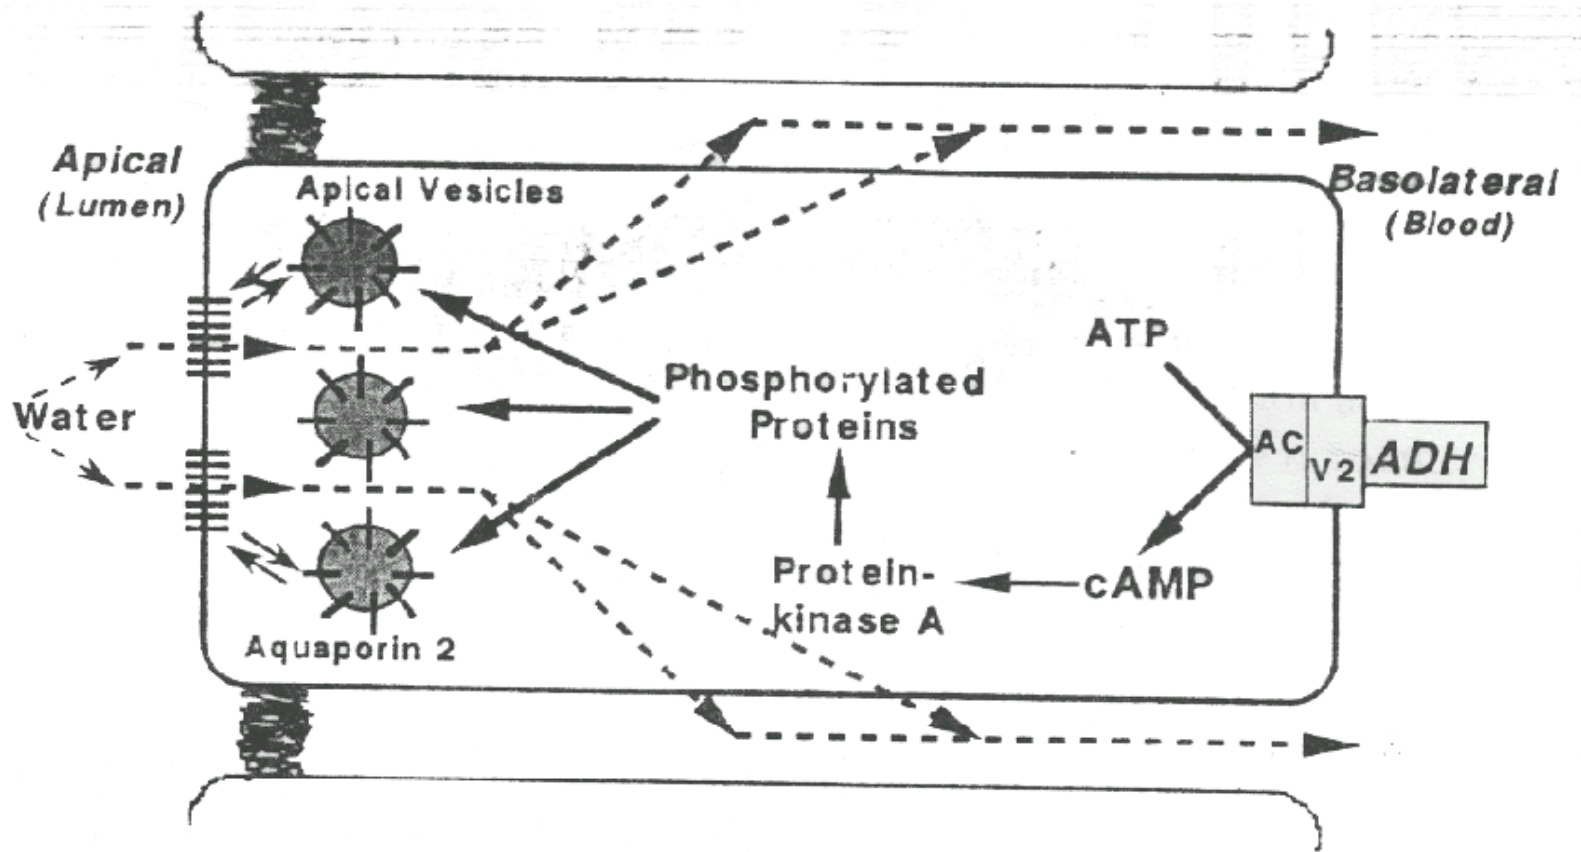 Apical
(Lumen)
Apical Vesicles
Basolateral
(Blood)
ATP
Phosphorylated
Proteins
Water
AC
V2
ADH
Protein-
kinase A
cAMP
Aquaporin 2